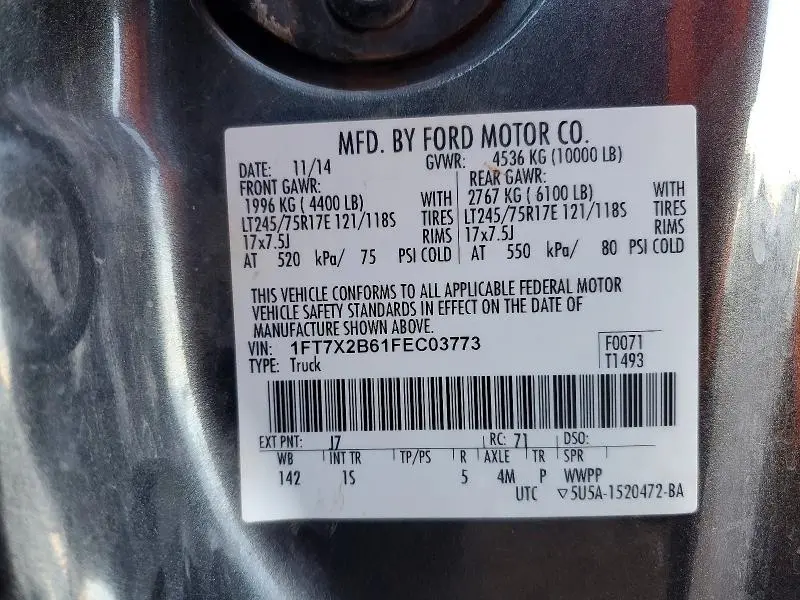 MFD. BY FORD MOTOR CO.
DATE: 11/14 GVWR: 4536 KG (10000 LB)
FRONT GAWR: REAR GAWR:
1996 KG ( 4400 LB) WITH 2767 KG ( 6100 LB) WITH
LT245/75R17E 121/118S TIRES LT245/75R17E 121/118S TIRES
17x7.5J RIMS 17x7.5J RIMS
AT 520 kPa/ 75 PSI COLD AT 550 kPa/ 80 PSI COLD
THIS VEHICLE CONFORMS TO ALL APPLICABLE FEDERAL MOTOR
VEHICLE SAFETY STANDARDS IN EFFECT ON THE DATE OF
MANUFACTURE SHOWN ABOVE.
VIN: 1FT7X2B61FEC03773 F0071
TYPE: Truck T1493
EXT PNT: J7 RC: 71 DSO:
WB INT TR TP/PS R AXLE TR SPR
142 1S 5 4M P WWPP
UTC ▽5U5A-1520472-BA